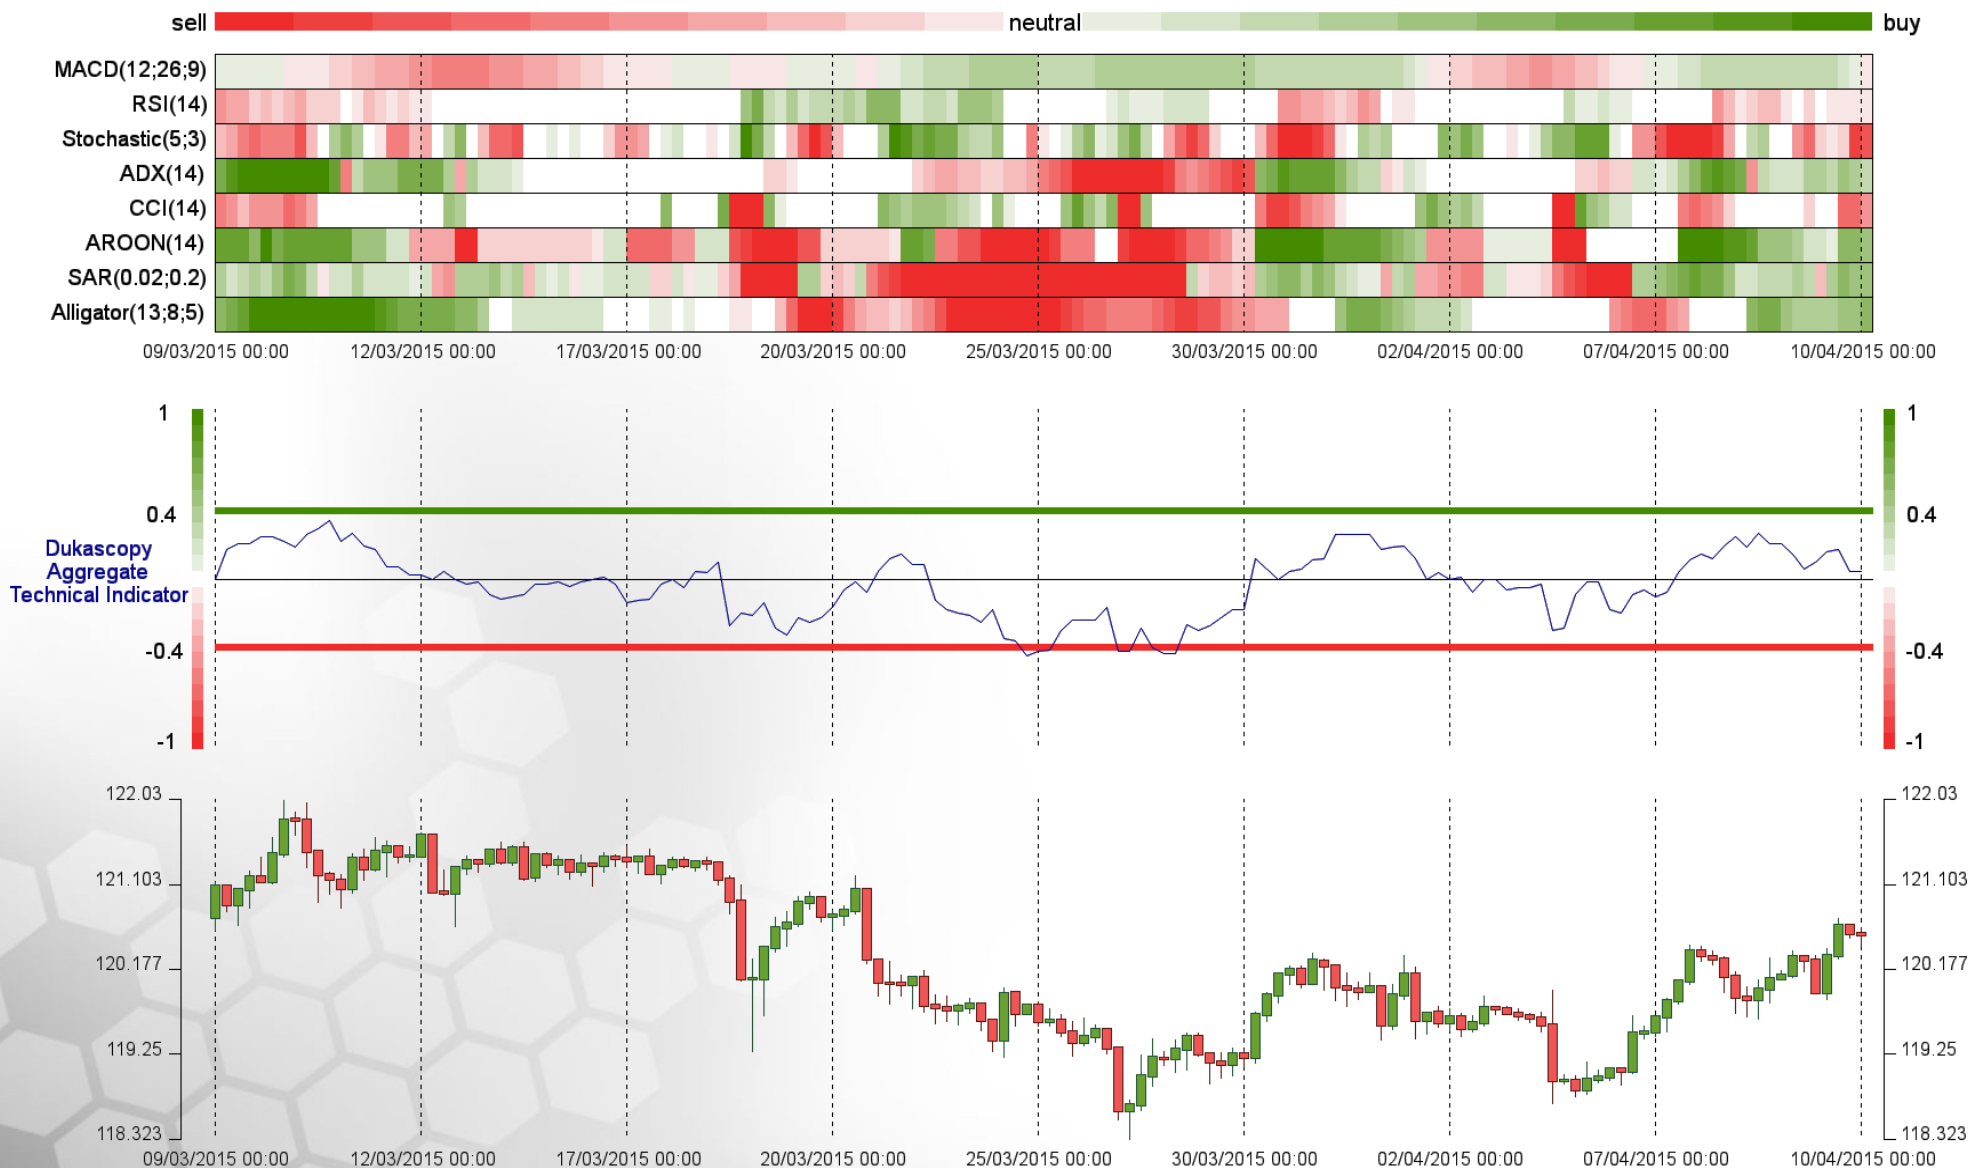 sell neutral buy
MACD(12;26;9)
RSI(14)
Stochastic(5;3)
ADX(14)
CCI(14)
AROON(14)
SAR(0.02;0.2)
Alligator(13;8;5)
09/03/2015 00:00 12/03/2015 00:00 17/03/2015 00:00 20/03/2015 00:00 25/03/2015 00:00 30/03/2015 00:00 02/04/2015 00:00 07/04/2015 00:00 10/04/2015 00:00
1 1
0.4 0.4
Dukascopy
Aggregate
Technical Indicator
-0.4 -0.4
-1 -1
122.03 122.03
121.103 121.103
120.177 120.177
119.25 119.25
118.323 118.323
09/03/2015 00:00 12/03/2015 00:00 17/03/2015 00:00 20/03/2015 00:00 25/03/2015 00:00 30/03/2015 00:00 02/04/2015 00:00 07/04/2015 00:00 10/04/2015 00:00